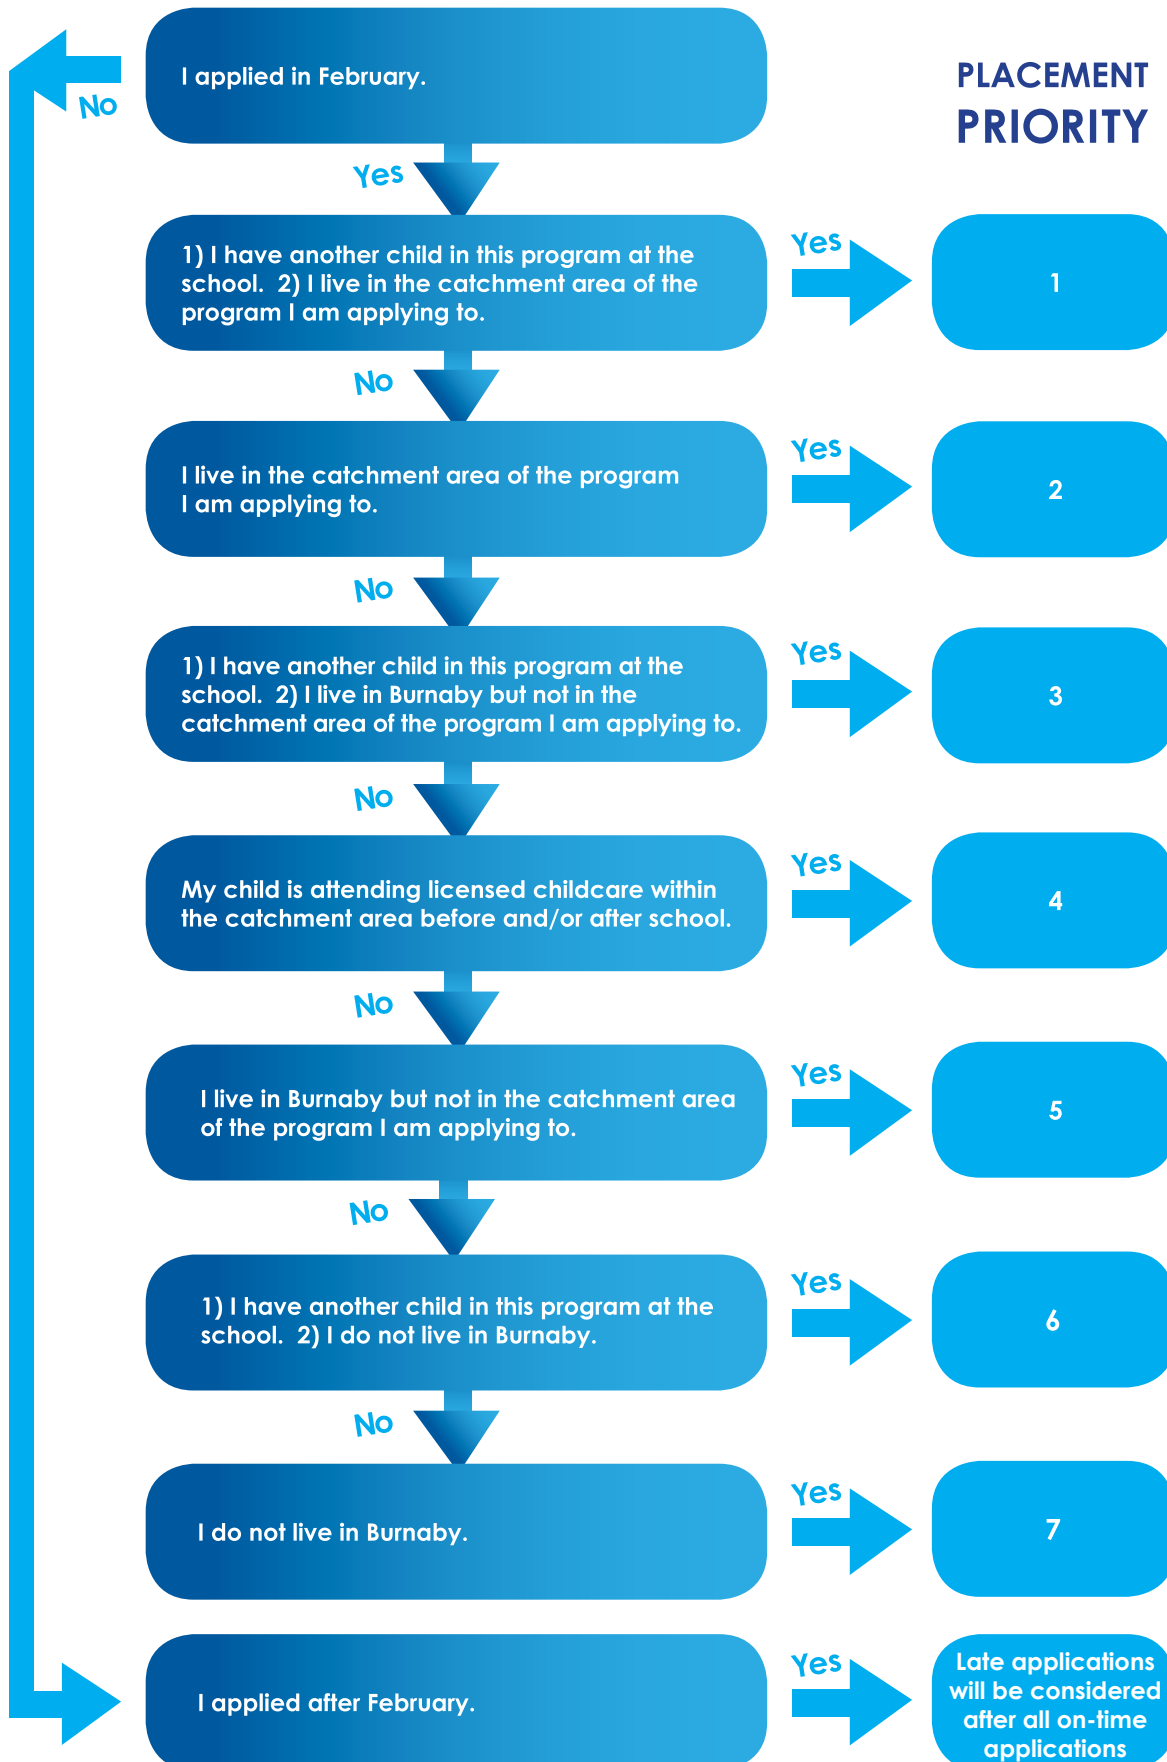 I applied in February.
No
PLACEMENT
PRIORITY
Yes
1) I have another child in this program at the
school.  2) I live in the catchment area of the
program I am applying to.
Yes
1
No
I live in the catchment area of the program
I am applying to.
Yes
2
No
1) I have another child in this program at the
school.  2) I live in Burnaby but not in the
catchment area of the program I am applying to.
Yes
3
No
My child is attending licensed childcare within
the catchment area before and/or after school.
Yes
4
No
I live in Burnaby but not in the catchment area
of the program I am applying to.
Yes
5
No
1) I have another child in this program at the
school.  2) I do not live in Burnaby.
Yes
6
No
I do not live in Burnaby.
Yes
7
I applied after February.
Yes
Late applications
will be considered
after all on-time
applications